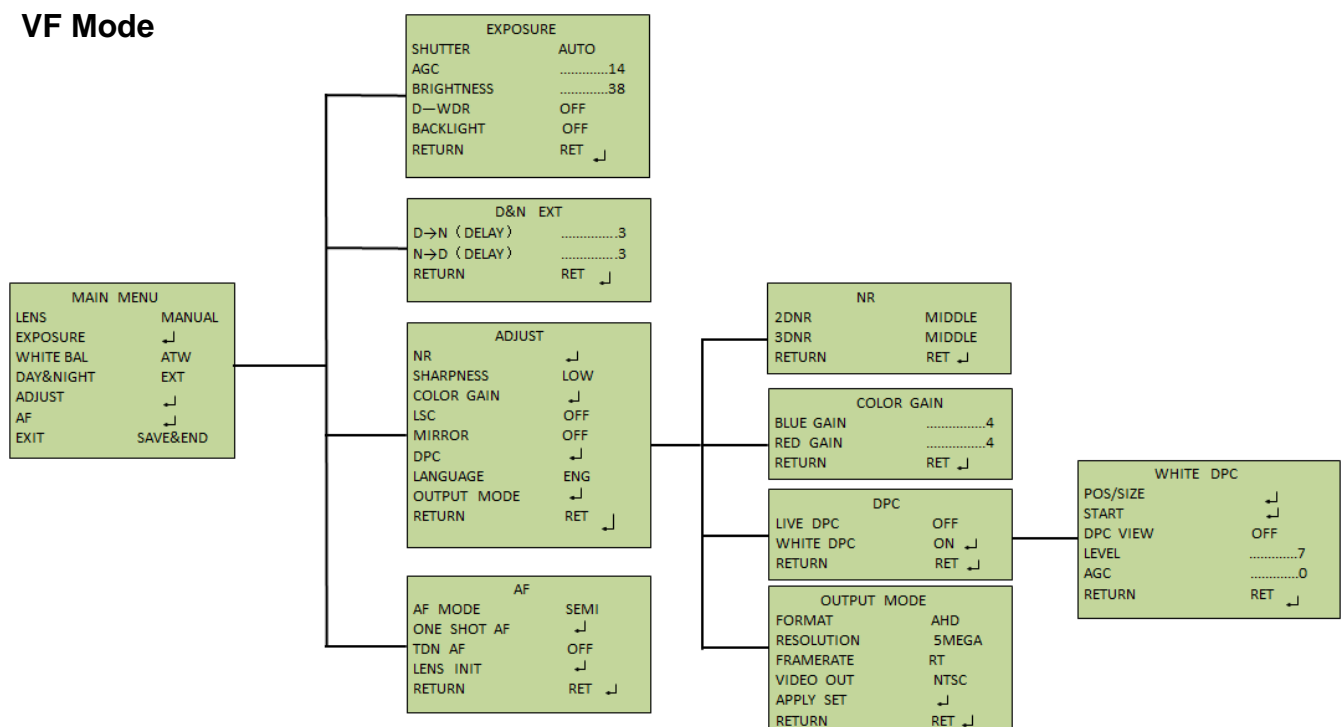 VF Mode
EXPOSURE
SHUTTER AUTO
AGC .............14
BRIGHTNESS .............38
D—WDR OFF
BACKLIGHT OFF
RETURN RET ↵
D&N EXT
D→N (DELAY) ...............3
N→D (DELAY) ...............3
RETURN RET ↵
MAIN MENU
LENS MANUAL
EXPOSURE ↵
WHITE BAL ATW
DAY&NIGHT EXT
ADJUST ↵
AF ↵
EXIT SAVE&END
ADJUST
NR ↵
SHARPNESS LOW
COLOR GAIN ↵
LSC OFF
MIRROR OFF
DPC ↵
LANGUAGE ENG
OUTPUT MODE ↵
RETURN RET ↵
AF
AF MODE SEMI
ONE SHOT AF ↵
TDN AF OFF
LENS INIT ↵
RETURN RET ↵
NR
2DNR MIDDLE
3DNR MIDDLE
RETURN RET ↵
COLOR GAIN
BLUE GAIN ................4
RED GAIN ................4
RETURN RET ↵
DPC
LIVE DPC OFF
WHITE DPC ON ↵
RETURN RET ↵
OUTPUT MODE
FORMAT AHD
RESOLUTION 5MEGA
FRAMERATE RT
VIDEO OUT NTSC
APPLY SET ↵
RETURN RET ↵
WHITE DPC
POS/SIZE ↵
START ↵
DPC VIEW OFF
LEVEL .............7
AGC .............0
RETURN RET ↵